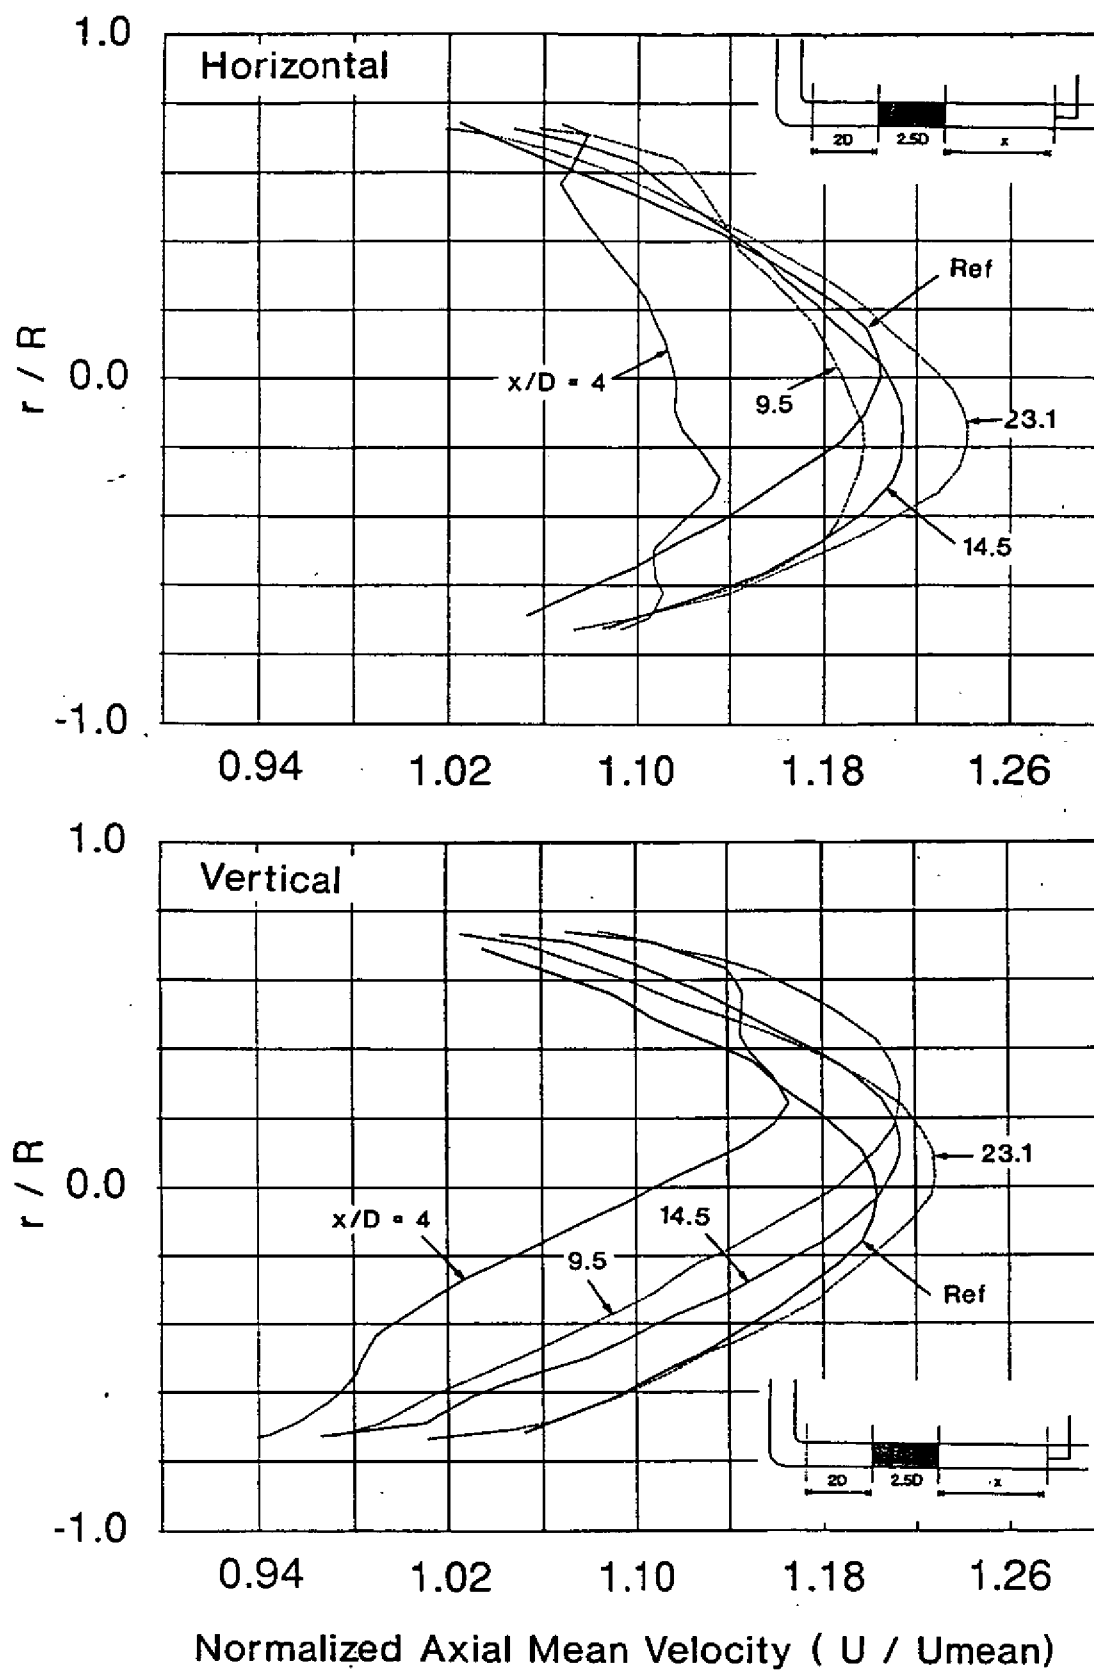 1.0
Horizontal
2D
2.5D
x
Ref
r / R
0.0
x/D = 4
9.5
23.1
14.5
-1.0
0.94
1.02
1.10
1.18
1.26
1.0
Vertical
23.1
r / R
0.0
x/D = 4
14.5
9.5
Ref
2D
2.5D
x
-1.0
0.94
1.02
1.10
1.18
1.26
Normalized Axial Mean Velocity ( U / Umean)